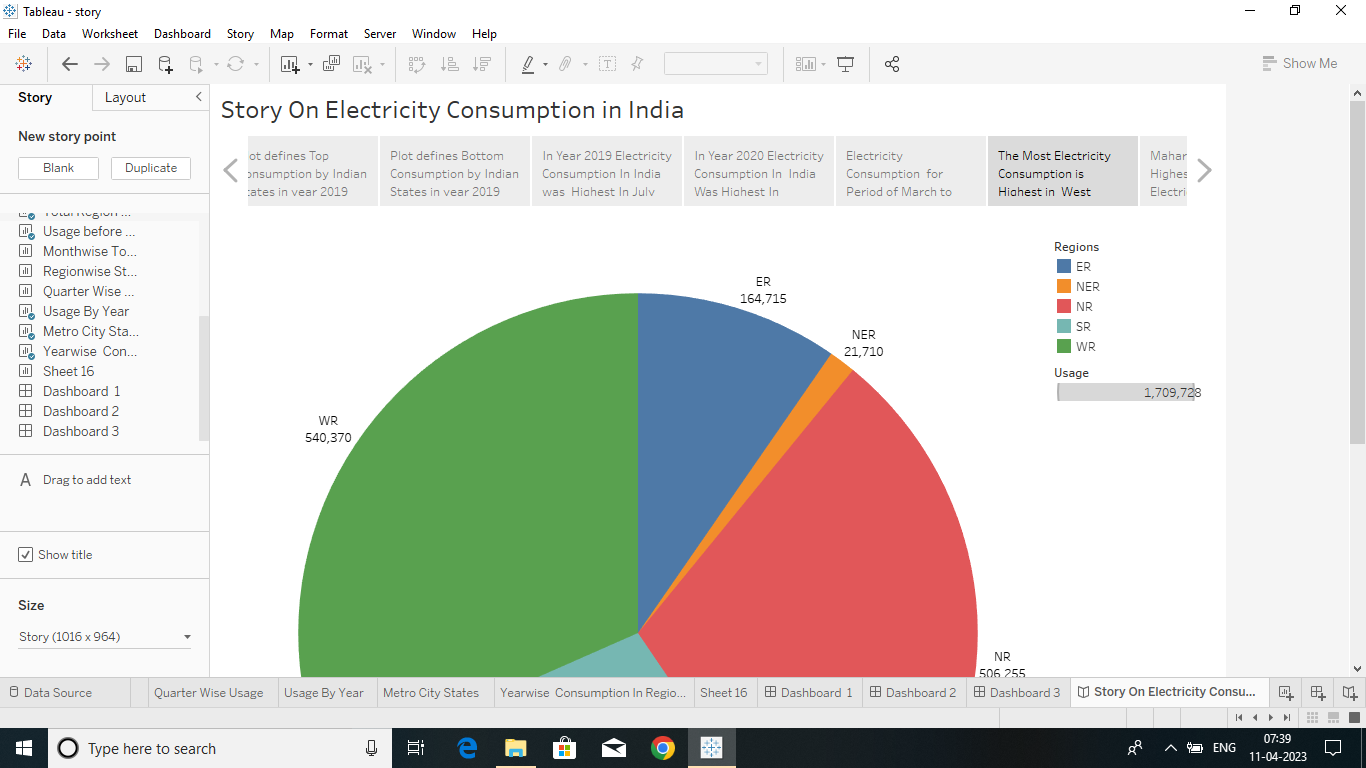 Tableau - story
File Data Worksheet Dashboard Story Map Format Server Window Help
Show Me
Story Layout
New story point
Blank Duplicate
Total Region ...
Usage before ...
Monthwise To...
Regionwise St...
Quarter Wise ...
Usage By Year
Metro City Sta...
Yearwise Con...
Sheet 16
Dashboard 1
Dashboard 2
Dashboard 3
A Drag to add text
Show title
Size
Story (1016 x 964)
Story On Electricity Consumption in India
defines Top
onsumption by Indian
in year 2019
Plot defines Bottom
Consumption by Indian
States in year 2019
In Year 2019 Electricity
Consumption In India
was Highest In July
In Year 2020 Electricity
Consumption In India
Was Highest In
Electricity
Consumption for
Period of March to
The Most Electricity
Consumption is
Highest in West
Mahar
Highes
Electri
Regions
ER
NER
NR
SR
WR
Usage
1,709,728
ER
164,715
NER
21,710
WR
540,370
NR
506,255
Data Source Quarter Wise Usage Usage By Year Metro City States Yearwise Consumption In Regio... Sheet 16 Dashboard 1 Dashboard 2 Dashboard 3 Story On Electricity Consu...
Type here to search
ENG
07:39
11-04-2023